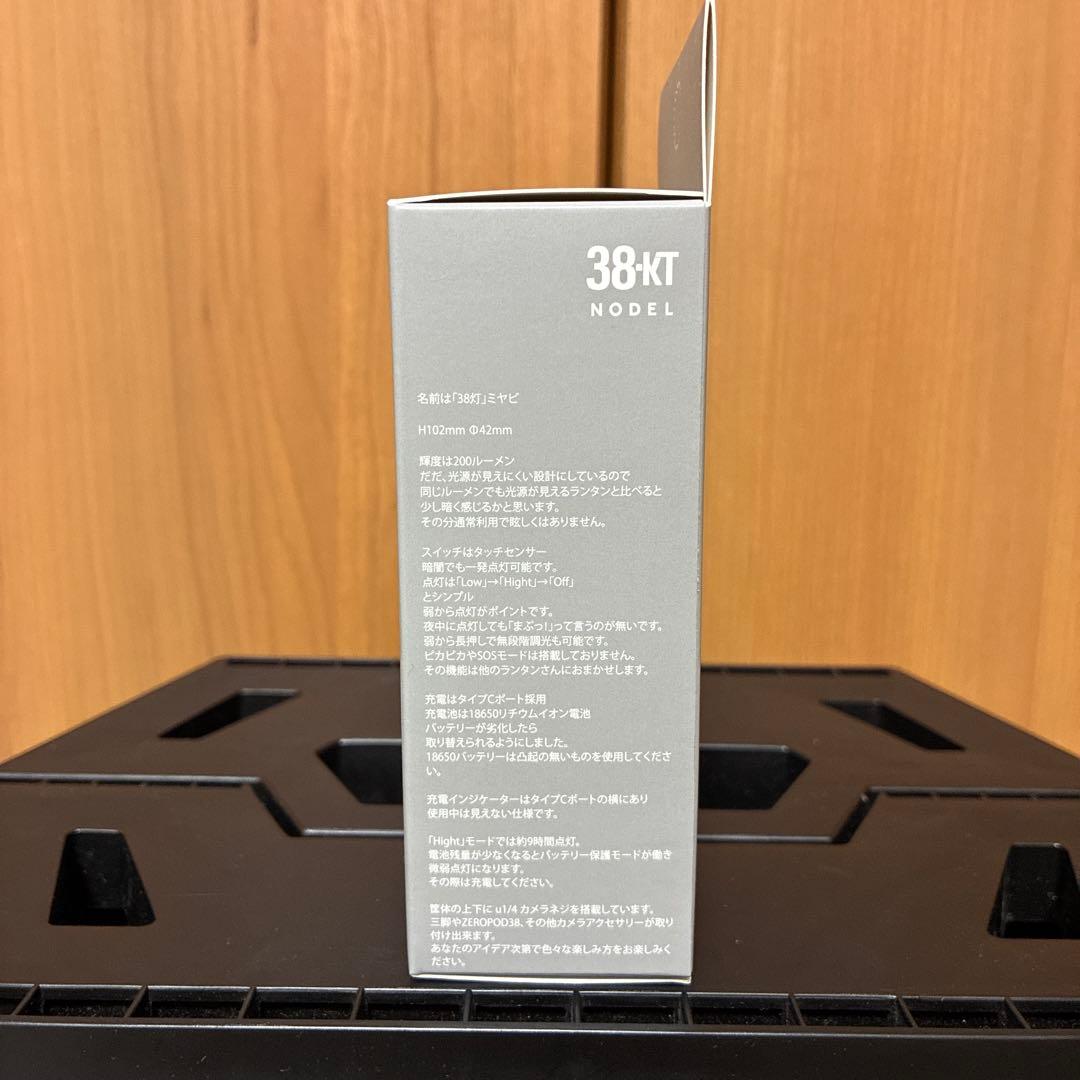 38-KT
NODEL
名前は「38灯」ミヤビ
H102mm Φ42mm
輝度は200ルーメン
だだ、光源が見えにくい設計にしているので
同じルーメンでも光源が見えるランタンと比べると
少し暗く感じるかと思います。
その分通常利用で眩しくはありません。
スイッチはタッチセンサー
暗闇でも一発点灯可能です。
点灯は「Low」→「Hight」→「Off」
とシンプル
弱から点灯がポイントです。
夜中に点灯しても「まぶっ！」って言うのが無いです。
弱から長押しで無段階調光も可能です。
ピカピカやSOSモードは搭載しておりません。
その機能は他のランタンさんにおまかせします。
充電はタイプCポート採用
充電池は18650リチウムイオン電池
バッテリーが劣化したら
取り替えられるようにしました。
18650バッテリーは凸起の無いものを使用してくださ
い。
充電インジケーターはタイプCポートの横にあり
使用中は見えない仕様です。
「Hight」モードでは約9時間点灯。
電池残量が少なくなるとバッテリー保護モードが働き
微弱点灯になります。
その際は充電してください。
筐体の上下に u1/4 カメラネジを搭載しています。
三脚やZEROPOD38、その他カメラアクセサリーが取り
付け出来ます。
あなたのアイデア次第で色々な楽しみ方をお楽しみく
ださい。